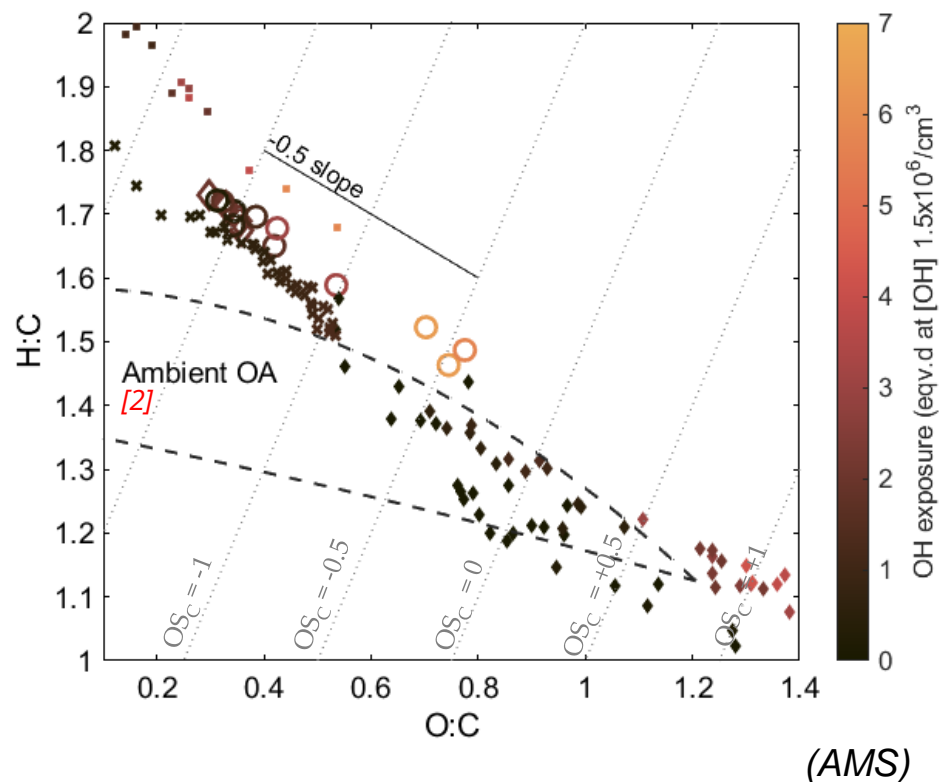 2
1.9
1.8
1.7
1.6
1.5
1.4
1.3
1.2
1.1
1
H:C
-0.5 slope
Ambient OA
[2]
OSC = -1
OSC = -0.5
OSC = 0
OSC = +0.5
OSC = +1
0.2 0.4 0.6 0.8 1 1.2 1.4
O:C
7
6
5
4
3
2
1
0
OH exposure (eqv.d at [OH] 1.5x10⁶/cm³
(AMS)